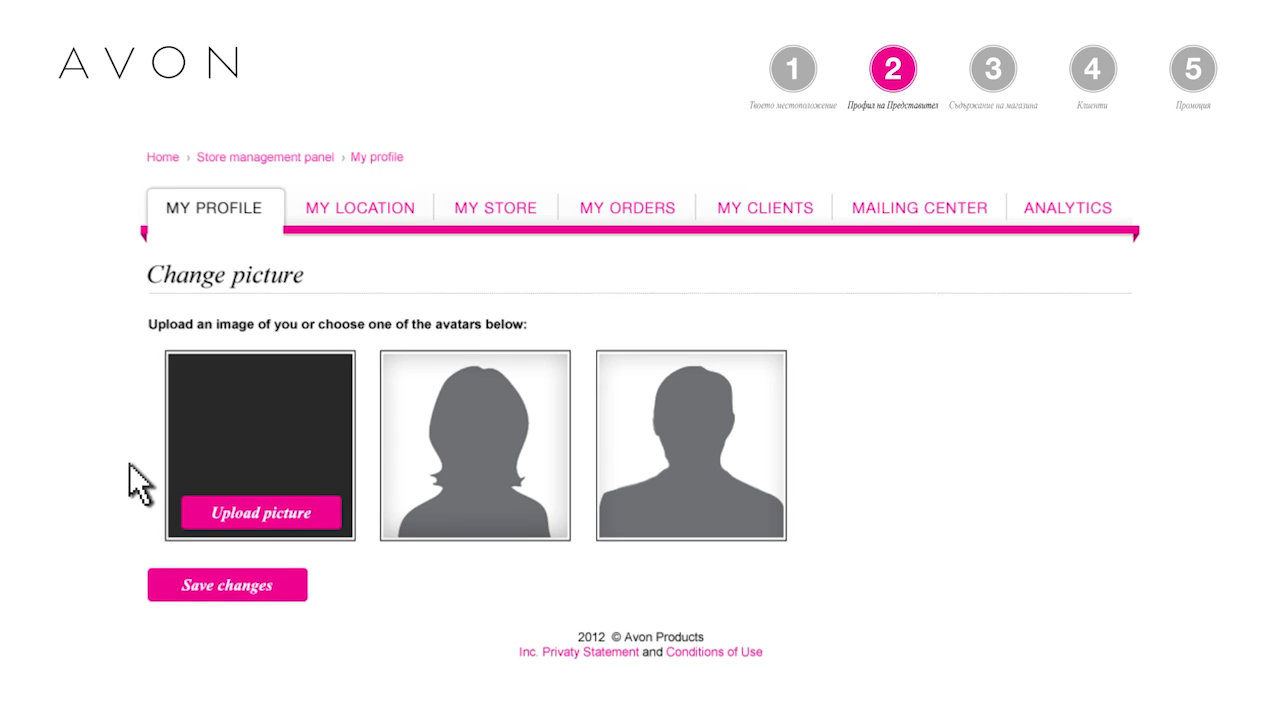 AVON
1 2 3 4 5
Твоето местоположение Профил на Представител Съдържание на магазина Клиенти Промоция
Home › Store management panel › My profile
MY PROFILE MY LOCATION MY STORE MY ORDERS MY CLIENTS MAILING CENTER ANALYTICS
Change picture
Upload an image of you or choose one of the avatars below:
Upload picture
Save changes
2012 © Avon Products
Inc. Privaty Statement and Conditions of Use